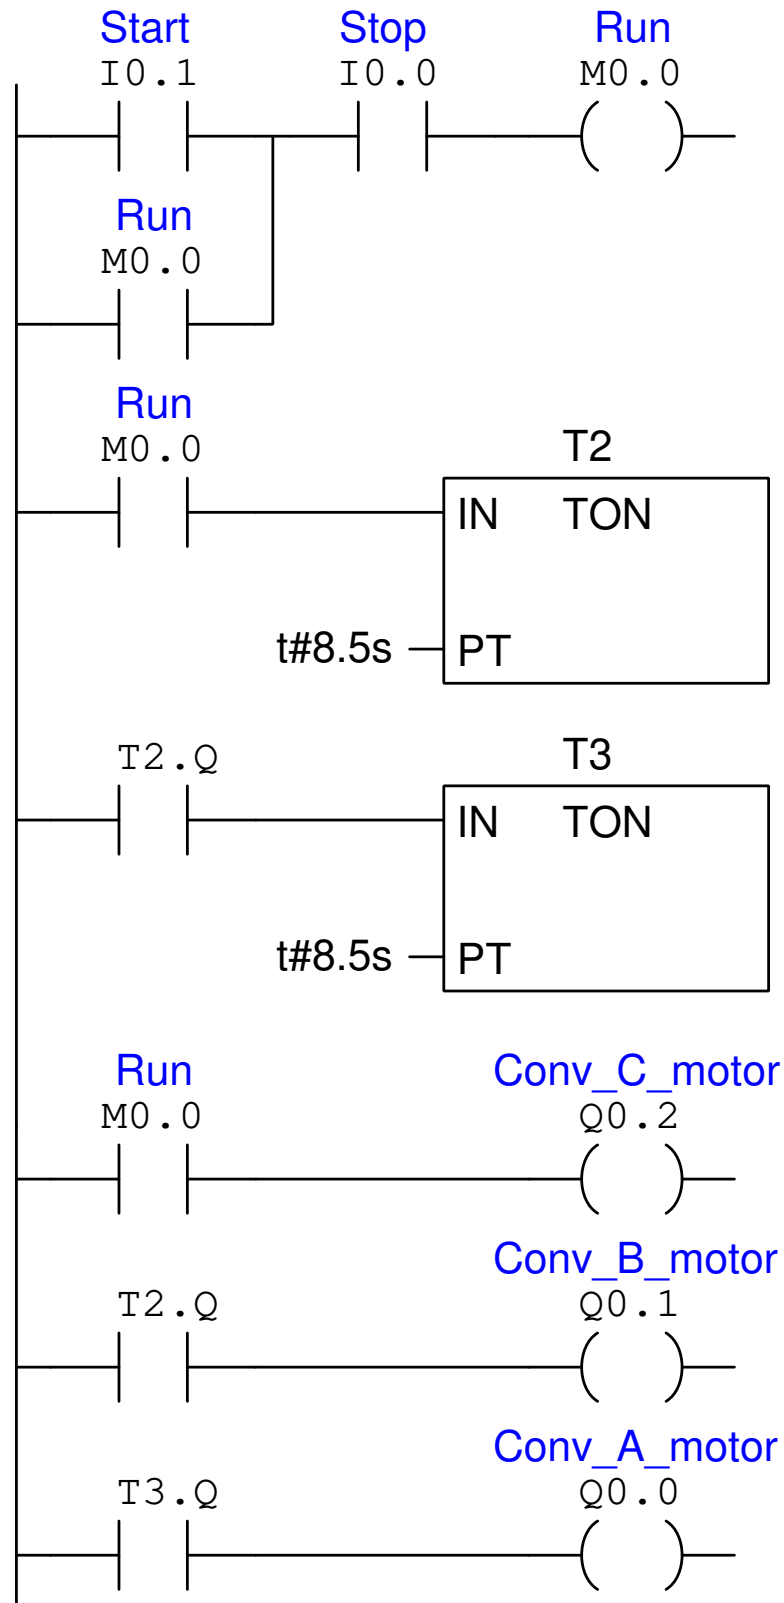 Start Stop Run
I0.1 I0.0 M0.0
Run
M0.0
Run
M0.0
T2
IN TON
t#8.5s PT
T2.Q
T3
IN TON
t#8.5s PT
Run Conv_C_motor
M0.0 Q0.2
Conv_B_motor
T2.Q Q0.1
Conv_A_motor
T3.Q Q0.0